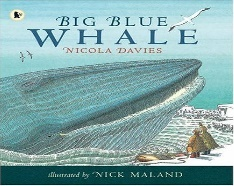 BIG BLUE
WHALE
NICOLA DAVIES
illustrated by NICK MALAND